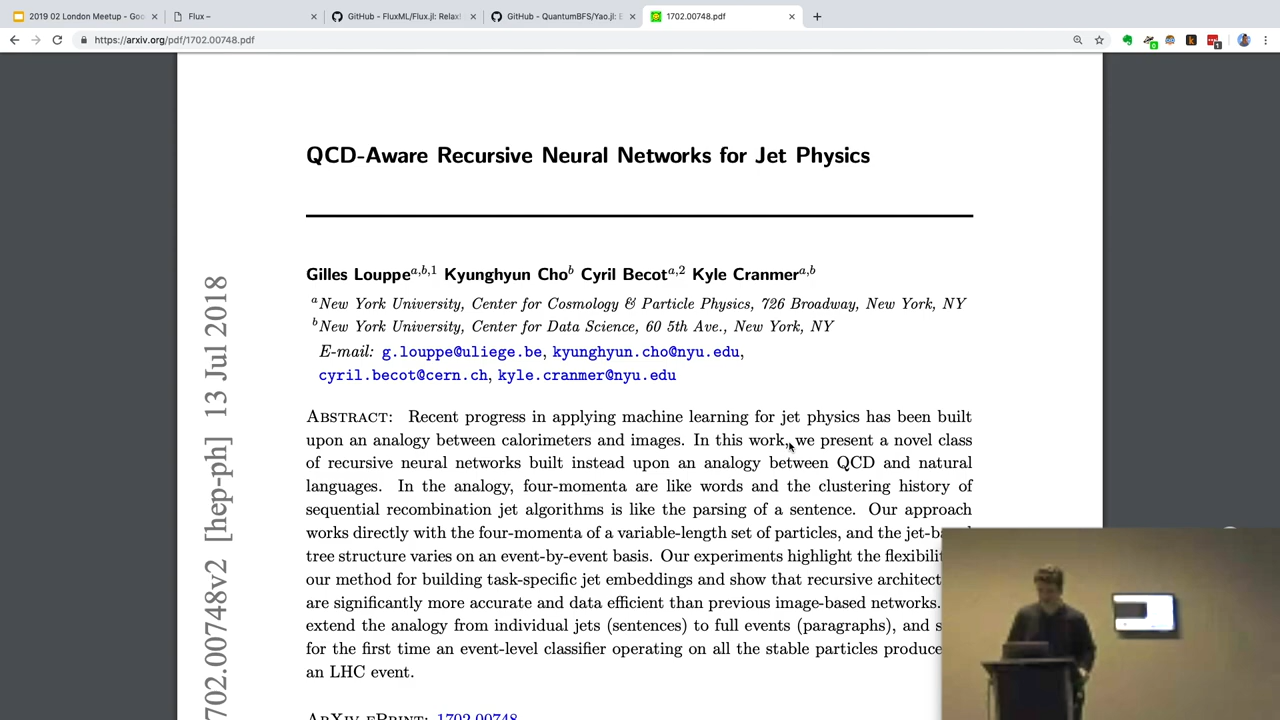 2019 02 London Meetup - Goo
Flux –
GitHub - FluxML/Flux.jl: Relax!
GitHub - QuantumBFS/Yao.jl: E
1702.00748.pdf
https://arxiv.org/pdf/1702.00748.pdf
QCD-Aware Recursive Neural Networks for Jet Physics
Gilles Louppe a,b,1 Kyunghyun Cho b Cyril Becot a,2 Kyle Cranmer a,b
a New York University, Center for Cosmology & Particle Physics, 726 Broadway, New York, NY
b New York University, Center for Data Science, 60 5th Ave., New York, NY
E-mail: g.louppe@uliege.be, kyunghyun.cho@nyu.edu,
cyril.becot@cern.ch, kyle.cranmer@nyu.edu
Abstract: Recent progress in applying machine learning for jet physics has been built
upon an analogy between calorimeters and images. In this work, we present a novel class
of recursive neural networks built instead upon an analogy between QCD and natural
languages. In the analogy, four-momenta are like words and the clustering history of
sequential recombination jet algorithms is like the parsing of a sentence. Our approach
works directly with the four-momenta of a variable-length set of particles, and the jet-ba
tree structure varies on an event-by-event basis. Our experiments highlight the flexibili
our method for building task-specific jet embeddings and show that recursive architect
are significantly more accurate and data efficient than previous image-based networks.
extend the analogy from individual jets (sentences) to full events (paragraphs), and s
for the first time an event-level classifier operating on all the stable particles produce
an LHC event.
ArXiv ePrint: 1702.00748
702.00748v2 [hep-ph] 13 Jul 2018